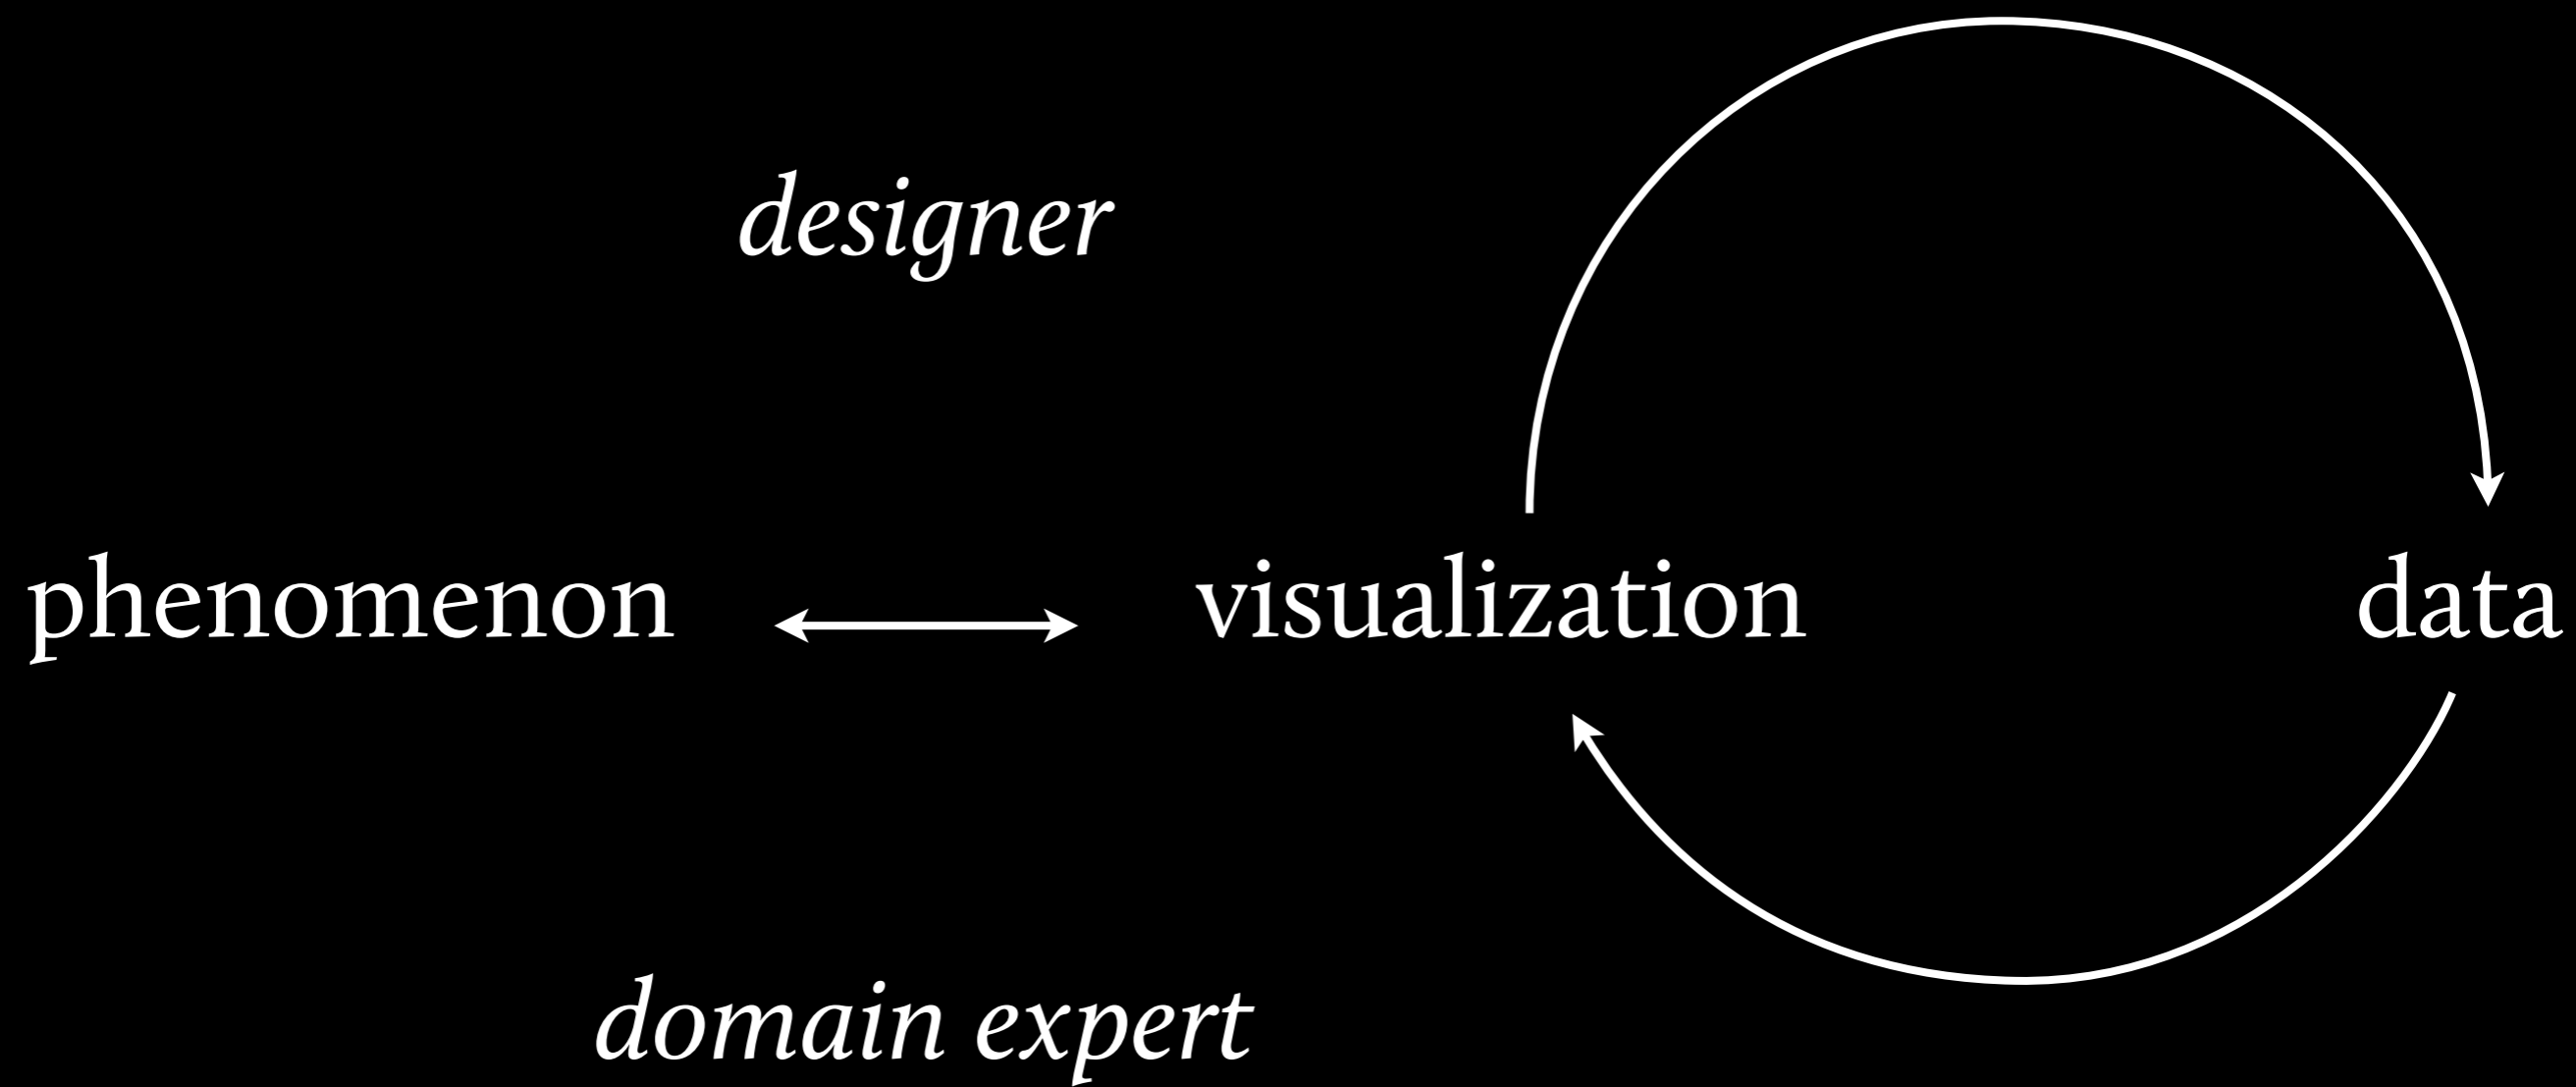 designer
phenomenon
visualization
data
domain expert